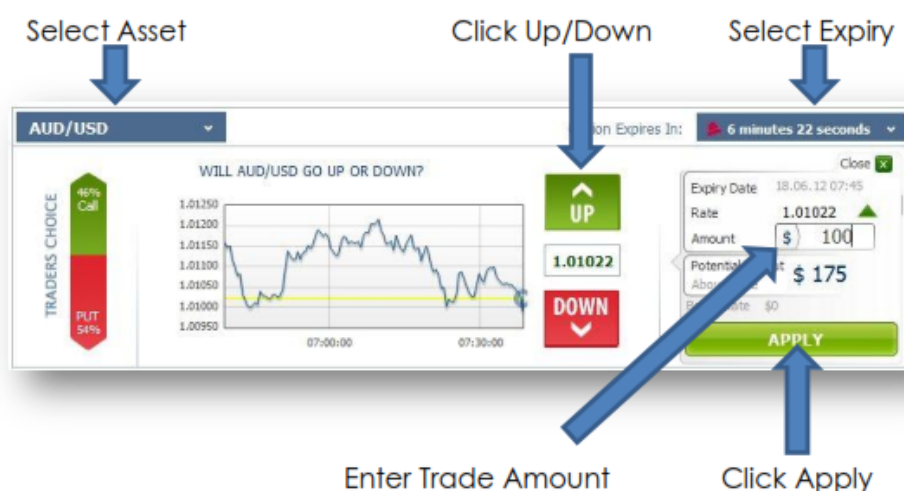 Select Asset
Click Up/Down
Select Expiry
AUD/USD
on Expires In:
6 minutes 22 seconds
TRADERS CHOICE
46%
Call
PUT
54%
WILL AUD/USD GO UP OR DOWN?
1.01250
1.01200
1.01150
1.01100
1.01050
1.01000
1.00950
07:00:00
07:30:00
UP
1.01022
DOWN
Close
Expiry Date 18.06.12 07:45
Rate 1.01022
Amount $ 100
Potential
$ 175
$0
APPLY
Enter Trade Amount
Click Apply